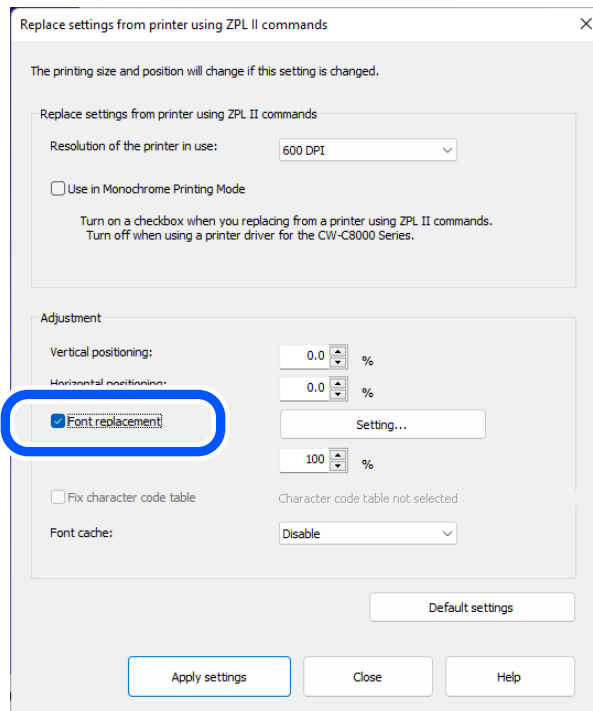 Replace settings from printer using ZPL II commands
The printing size and position will change if this setting is changed.
Replace settings from printer using ZPL II commands
Resolution of the printer in use: 600 DPI
Use in Monochrome Printing Mode
Turn on a checkbox when you replacing from a printer using ZPL II commands.
Turn off when using a printer driver for the CW-C8000 Series.
Adjustment
Vertical positioning: 0.0 %
Horizontal positioning: 0.0 %
Font replacement Setting...
100 %
Fix character code table Character code table not selected
Font cache: Disable
Default settings
Apply settings Close Help